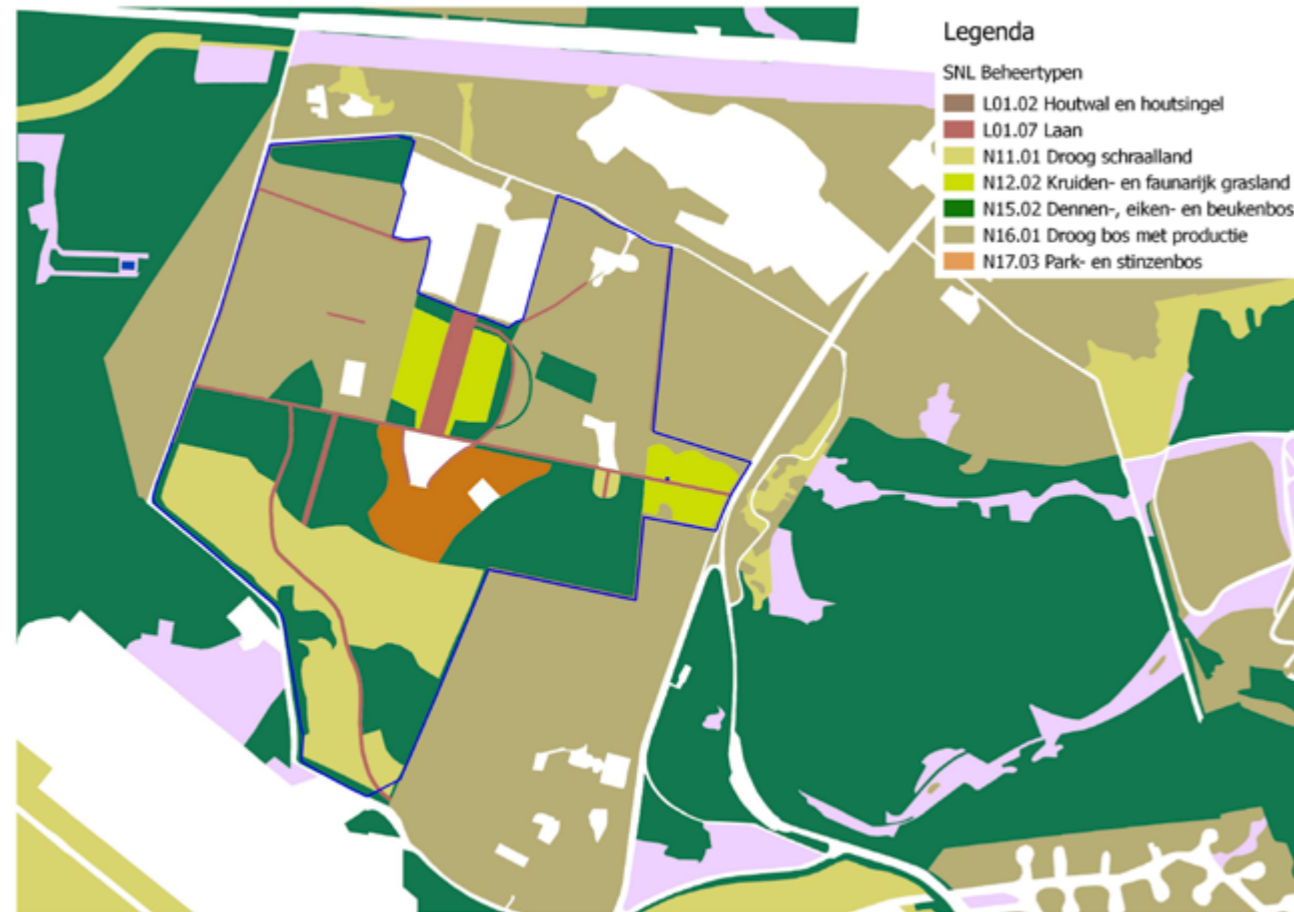 Legenda
SNL Beheertypen
L01.02 Houtwal en houtsingel
L01.07 Laan
N11.01 Droog schraalland
N12.02 Kruiden- en faunarijk grasland
N15.02 Dennen-, eiken- en beukenbos
N16.01 Droog bos met productie
N17.03 Park- en stinzenbos